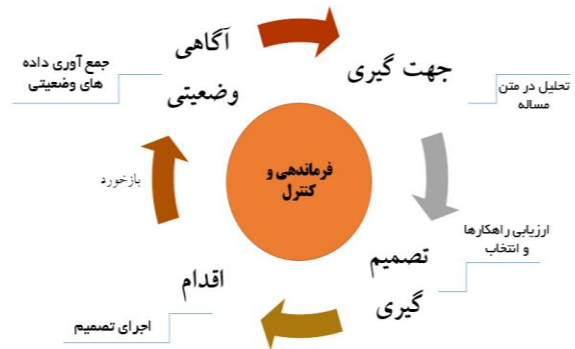 آگاهی
وضعیتی
جمع آوری داده
های وضعیتی
جهت گیری
تحلیل در متن
مساله
فرماندهی و
کنترل
بازخورد
تصمیم
گیری
ارزیابی راهکارها
و انتخاب
اقدام
اجرای تصمیم